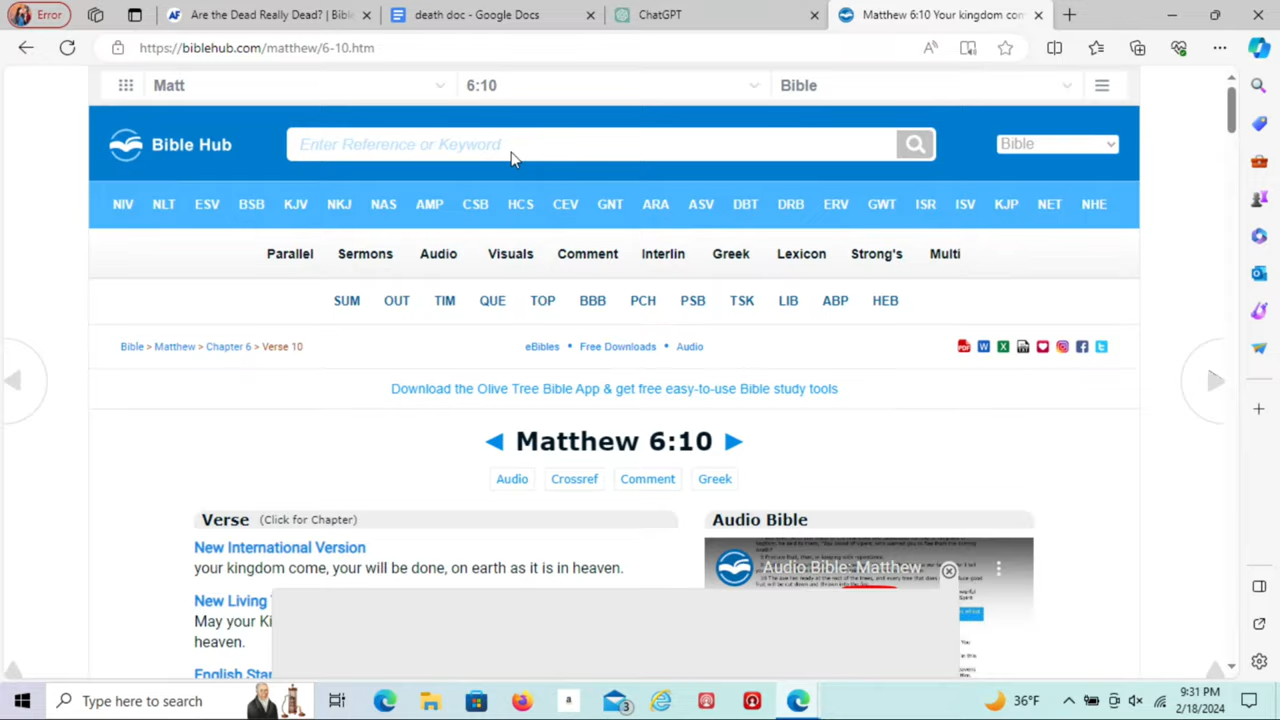 Error
Are the Dead Really Dead? | Bible
death doc - Google Docs
ChatGPT
Matthew 6:10 Your kingdom con
https://biblehub.com/matthew/6-10.htm
Matt 6:10 Bible
Bible Hub Enter Reference or Keyword Bible
NIV NLT ESV BSB KJV NKJ NAS AMP CSB HCS CEV GNT ARA ASV DBT DRB ERV GWT ISR ISV KJP NET NHE
Parallel Sermons Audio Visuals Comment Interlin Greek Lexicon Strong's Multi
SUM OUT TIM QUE TOP BBB PCH PSB TSK LIB ABP HEB
Bible > Matthew > Chapter 6 > Verse 10 eBibles • Free Downloads • Audio
Download the Olive Tree Bible App & get free easy-to-use Bible study tools
◄ Matthew 6:10 ►
Audio Crossref Comment Greek
Verse (Click for Chapter)
New International Version
your kingdom come, your will be done, on earth as it is in heaven.
New Living
May your Ki
heaven.
English Star
Audio Bible
Audio Bible: Matthew
Type here to search
3
36°F
9:31 PM
2/18/2024